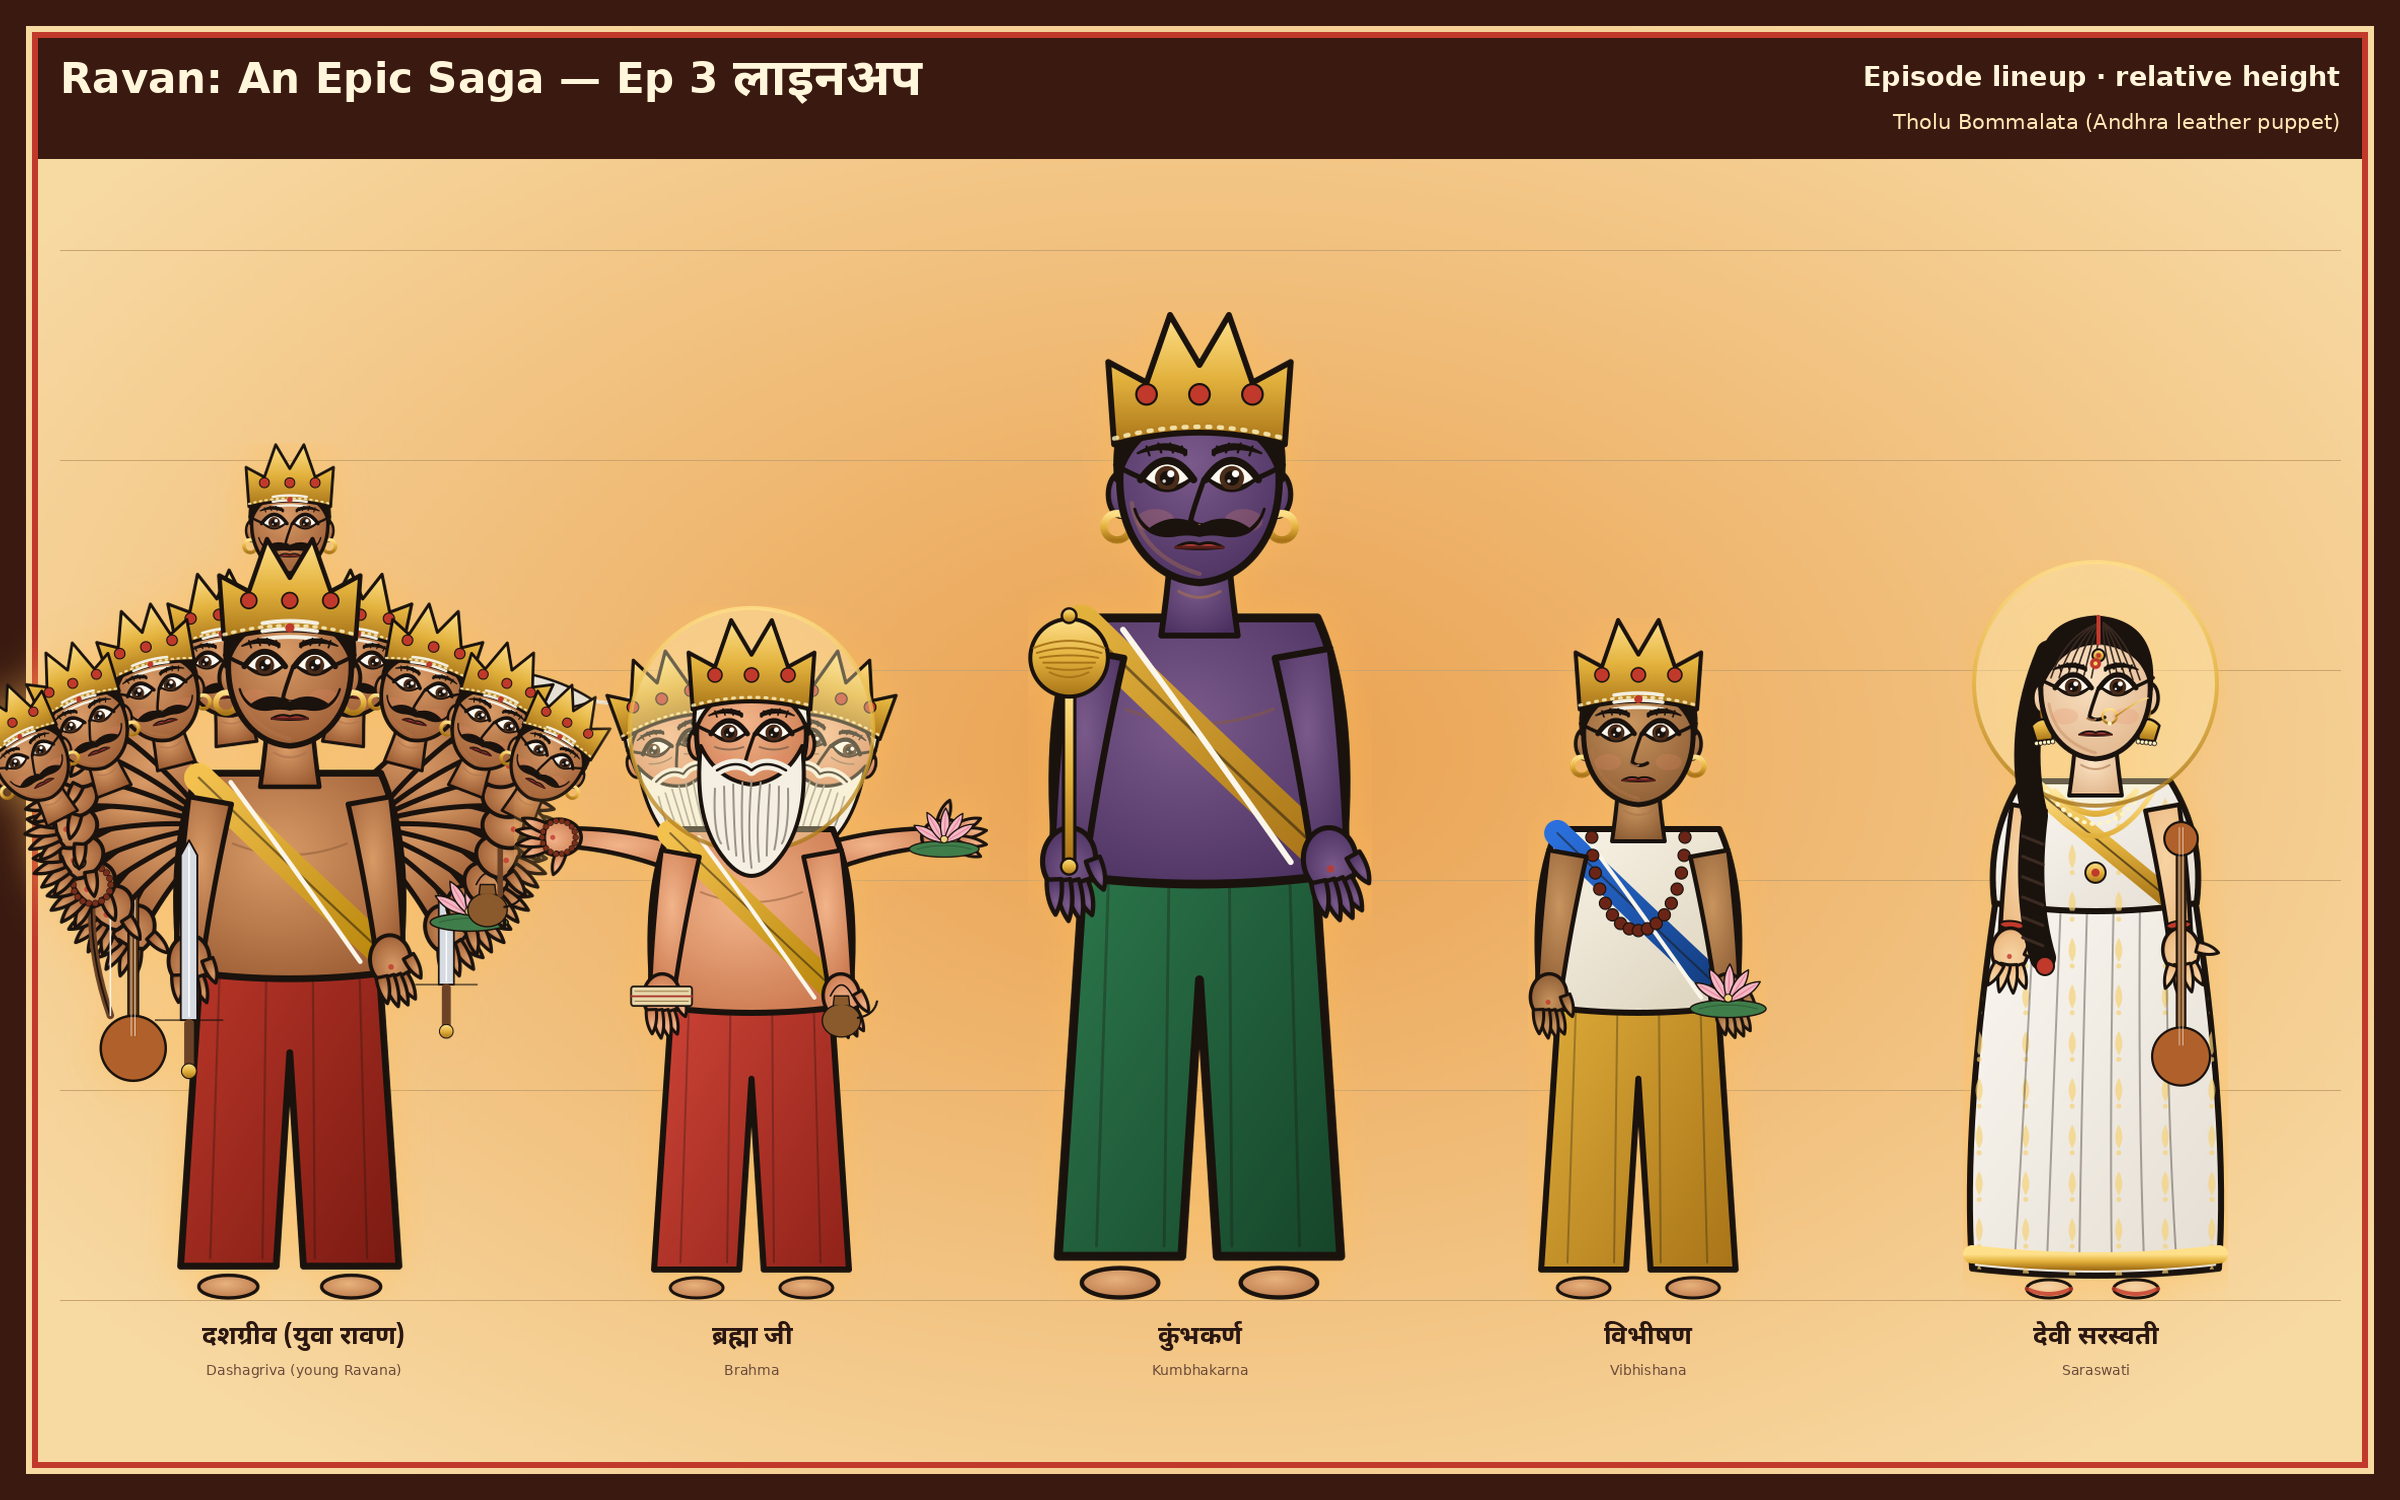 Ravan: An Epic Saga — Ep 3 लाइनअप
Episode lineup · relative height
Tholu Bommalata (Andhra leather puppet)
दशग्रीव (युवा रावण)
Dashagriva (young Ravana)
ब्रह्मा जी
Brahma
कुंभकर्ण
Kumbhakarna
विभीषण
Vibhishana
देवी सरस्वती
Saraswati